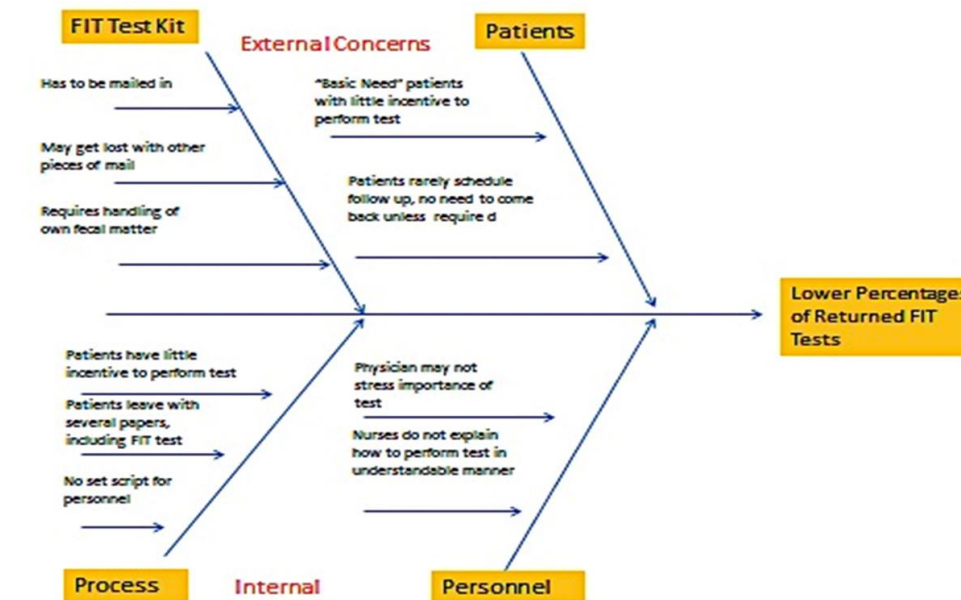 FIT Test Kit
External Concerns
Patients
Has to be mailed in
"Basic Need" patients
with little incentive to
perform test
May get lost with other
pieces of mail
Patients rarely schedule
follow up, no need to come
back unless require d
Requires handling of
own fecal matter
Lower Percentages
of Returned FIT
Tests
Patients have little
incentive to perform test
Physician may not
stress importance of
test
Patients leave with
several papers,
including FIT test
Nurses do not explain
how to perform test in
understandable manner
No set script for
personnel
Process
Internal
Personnel